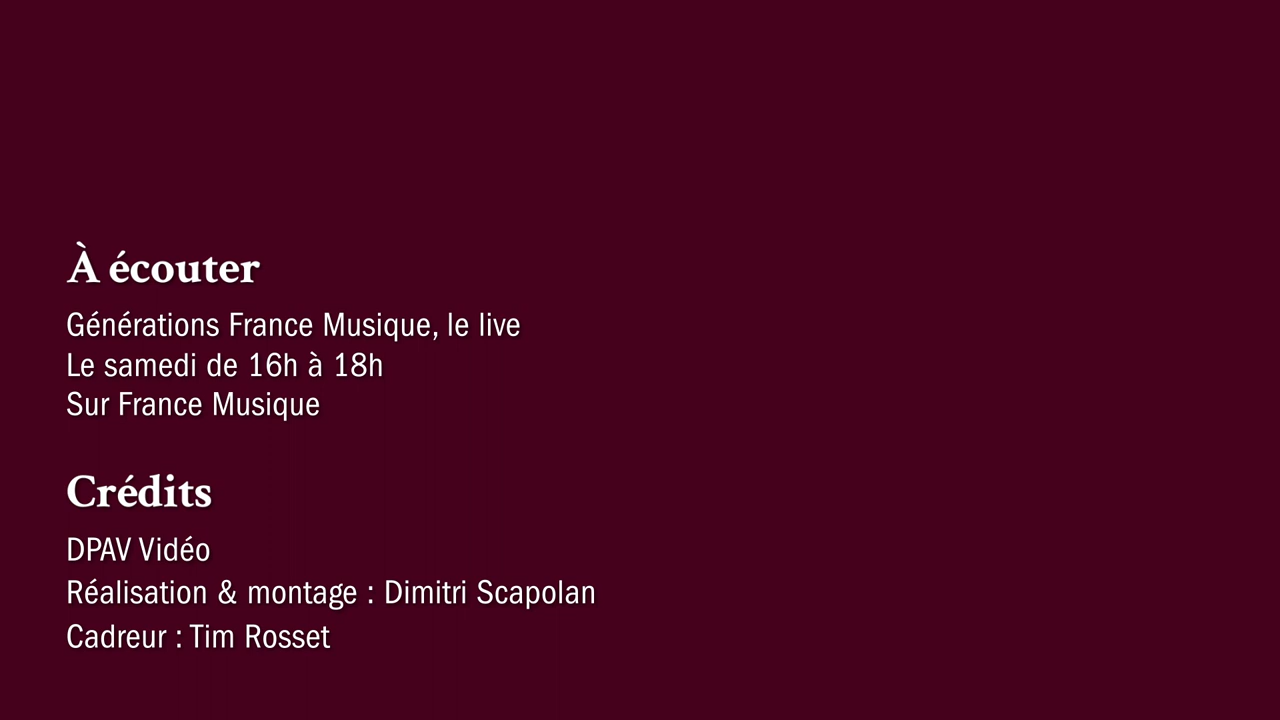 À écouter
Générations France Musique, le live
Le samedi de 16h à 18h
Sur France Musique
Crédits
DPAV Vidéo
Réalisation & montage : Dimitri Scapolan
Cadreur : Tim Rosset